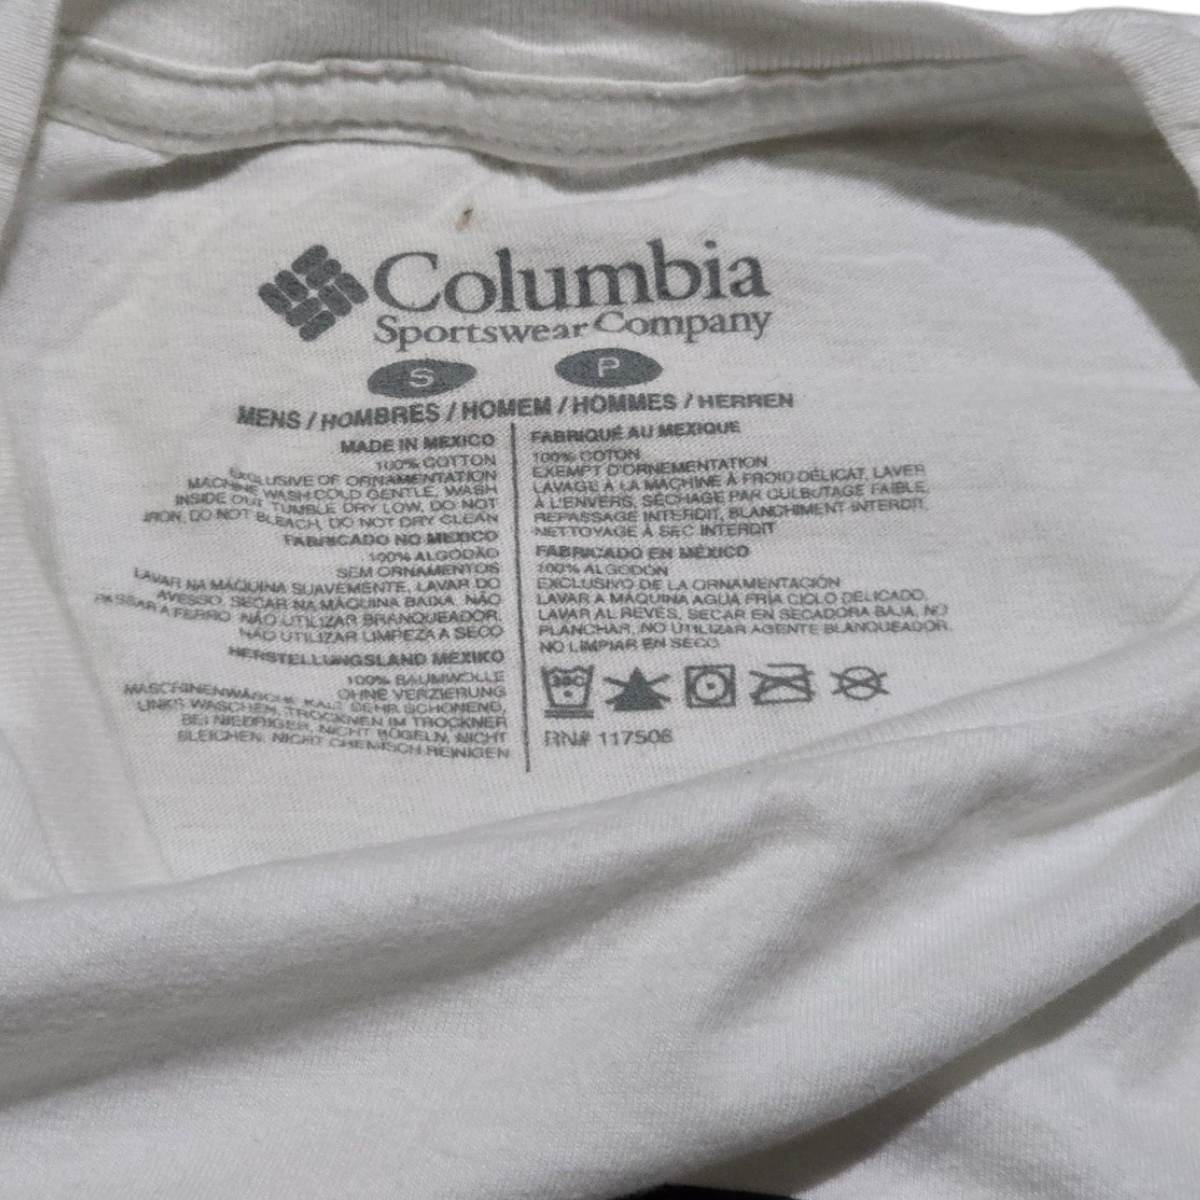 Columbia
Sportswear Company
S P
MENS / HOMBRES / HOMEM / HOMMES / HERREN
MADE IN MEXICO
100% COTTON
EXCLUSIVE OF ORNAMENTATION
MACHINE WASH COLD GENTLE, WASH
INSIDE OUT, TUMBLE DRY LOW, DO NOT
IRON, DO NOT BLEACH, DO NOT DRY CLEAN
FABRICADO NO MEXICO
100% ALGODÃO
SEM ORNAMENTOS
LAVAR NA MÁQUINA SUAVEMENTE, LAVAR DO
AVESSO, SECAR NA MÁQUINA BAIXA, NÃO
PASSAR A FERRO, NÃO UTILIZAR BRANQUEADOR,
NÃO UTILIZAR LIMPEZA A SECO
HERSTELLUNGSLAND MEXIKO
100% BAUMWOLLE
OHNE VERZIERUNG
MASCHINENWÄSCHE KALT SEHR SCHONEND,
LINKS WASCHEN, TROCKNEN IM TROCKNER
BEI NIEDRIGER, NICHT BÜGELN, NICHT
BLEICHEN, NICHT CHEMISCH REINIGEN
FABRIQUÉ AU MEXIQUE
100% COTON
EXEMPT D'ORNEMENTATION
LAVAGE A LA MACHINE À FROID DÉLICAT, LAVER
À L'ENVERS, SÉCHAGE PAR CULBUTAGE FAIBLE,
REPASSAGE INTERDIT, BLANCHIMENT INTERDIT,
NETTOYAGE À SEC INTERDIT
FABRICADO EN MÉXICO
100% ALGODÓN
EXCLUSIVO DE LA ORNAMENTACIÓN
LAVAR A MÁQUINA AGUA FRÍA CICLO DELICADO,
LAVAR AL REVÉS, SECAR EN SECADORA BAJA, NO
PLANCHAR, NO UTILIZAR AGENTE BLANQUEADOR,
NO LIMPIAR EN SECO
30C
RN# 117506